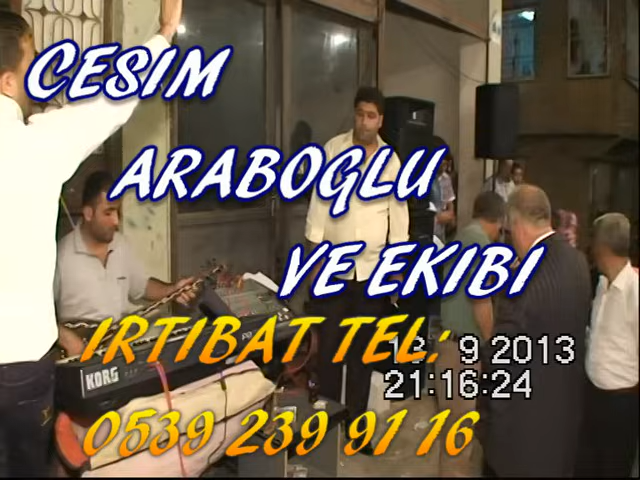 CESIM
ARABOGLU
VE EKIBI
IRTIBAT TEL:
9 2013
21:16:24
KORG
0539 239 91 16